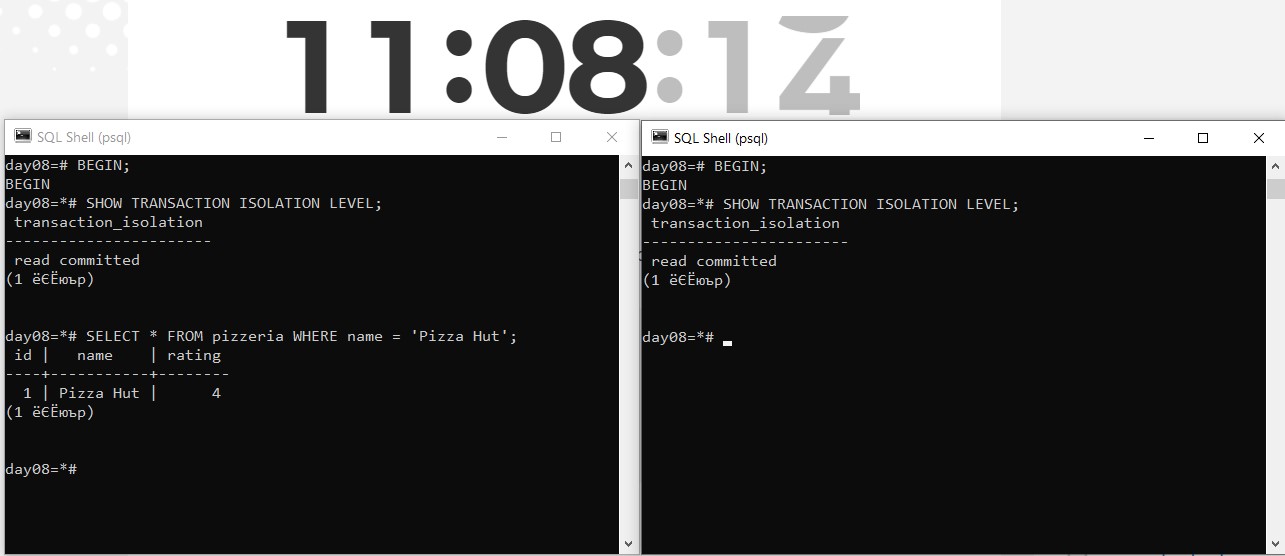 11:08:14
SQL Shell (psql)
day08=# BEGIN;
BEGIN
day08=*# SHOW TRANSACTION ISOLATION LEVEL;
 transaction_isolation
-----------------------
 read committed
(1 ёЄЁюър)
day08=*# SELECT * FROM pizzeria WHERE name = 'Pizza Hut';
 id |   name    | rating
----+-----------+--------
  1 | Pizza Hut |      4
(1 ёЄЁюър)
day08=*#
SQL Shell (psql)
day08=# BEGIN;
BEGIN
day08=*# SHOW TRANSACTION ISOLATION LEVEL;
 transaction_isolation
-----------------------
 read committed
(1 ёЄЁюър)
day08=*#